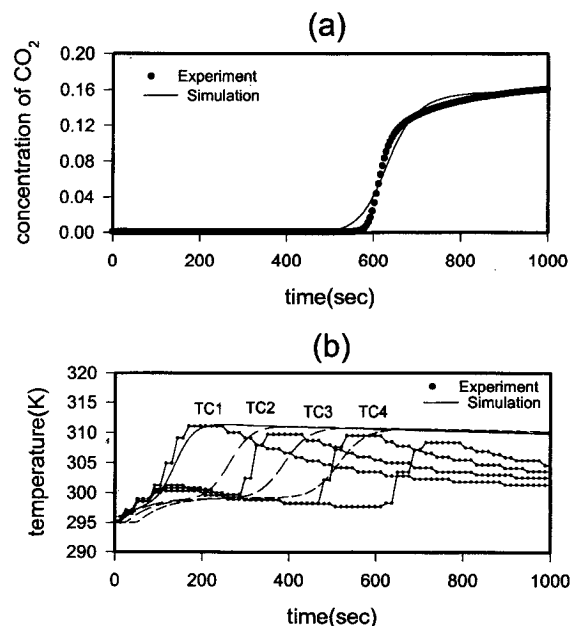 (a)
concentration of CO2
0.20
0.16
0.12
0.08
0.04
0.00
Experiment
Simulation
0 200 400 600 800 1000
time(sec)
(b)
temperature(K)
320
315
310
305
300
295
290
Experiment
Simulation
TC1 TC2 TC3 TC4
0 200 400 600 800 1000
time(sec)